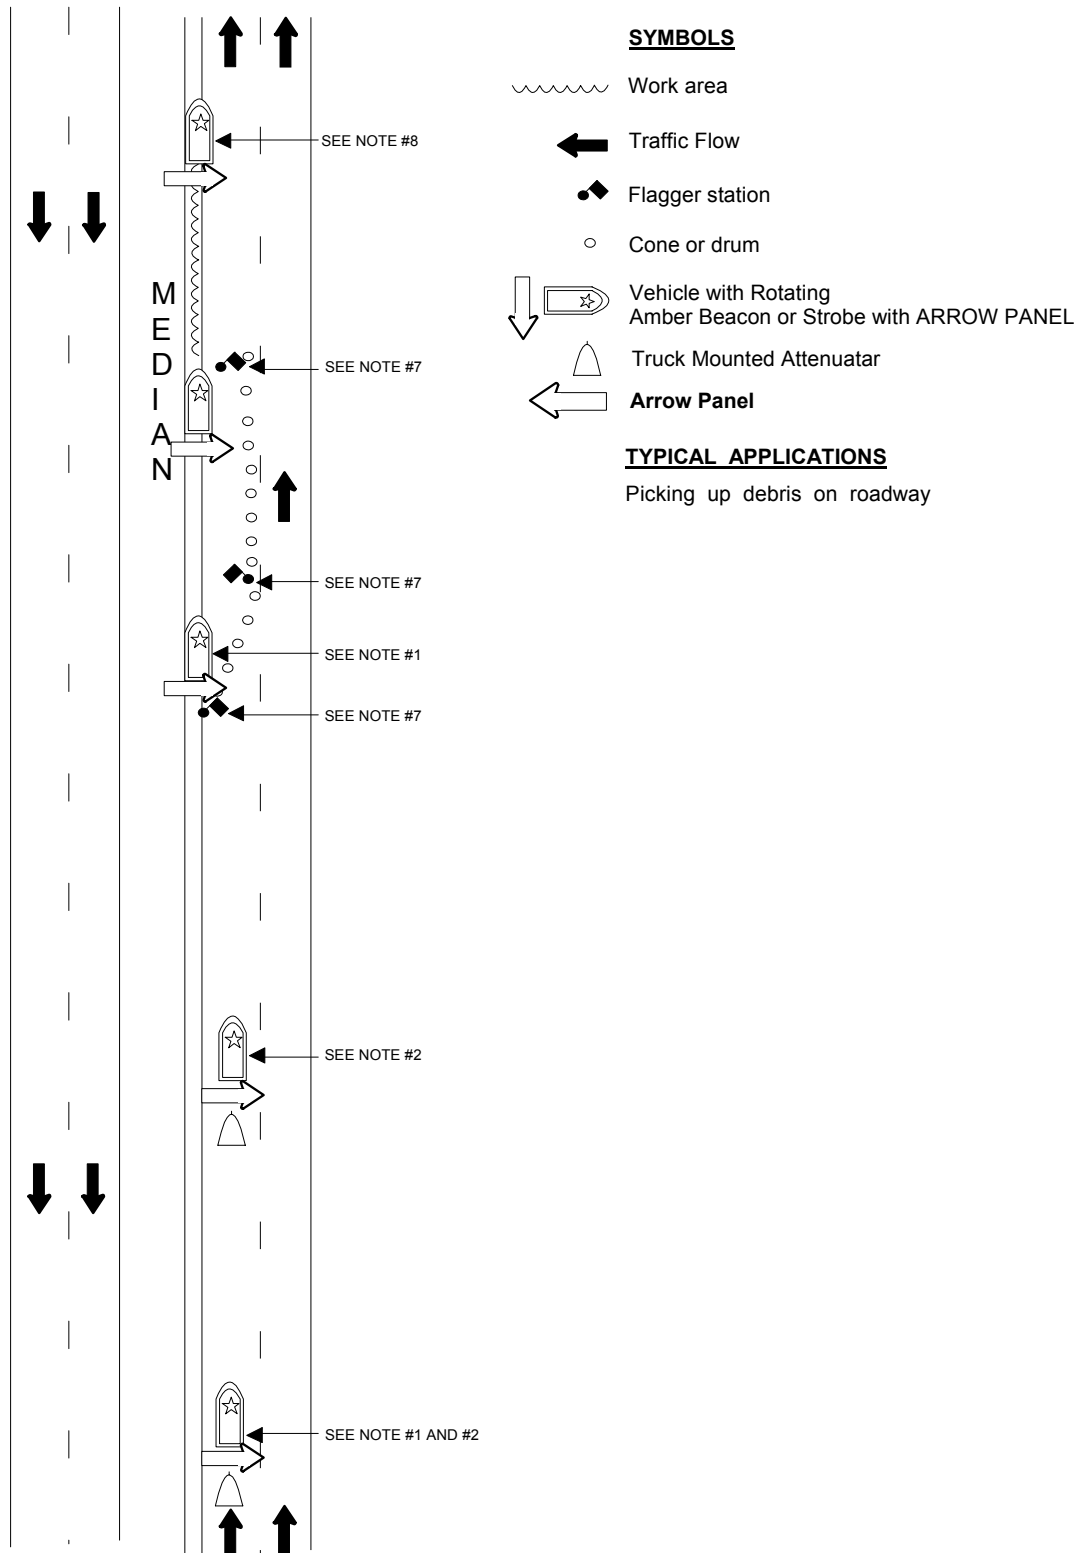 SYMBOLS
Work area
Traffic Flow
Flagger station
Cone or drum
Vehicle with Rotating
Amber Beacon or Strobe with ARROW PANEL
Truck Mounted Attenuatar
Arrow Panel
TYPICAL APPLICATIONS
Picking up debris on roadway
SEE NOTE #8
M
E
D
I
A
N
SEE NOTE #7
SEE NOTE #7
SEE NOTE #1
SEE NOTE #7
SEE NOTE #2
SEE NOTE #1 AND #2